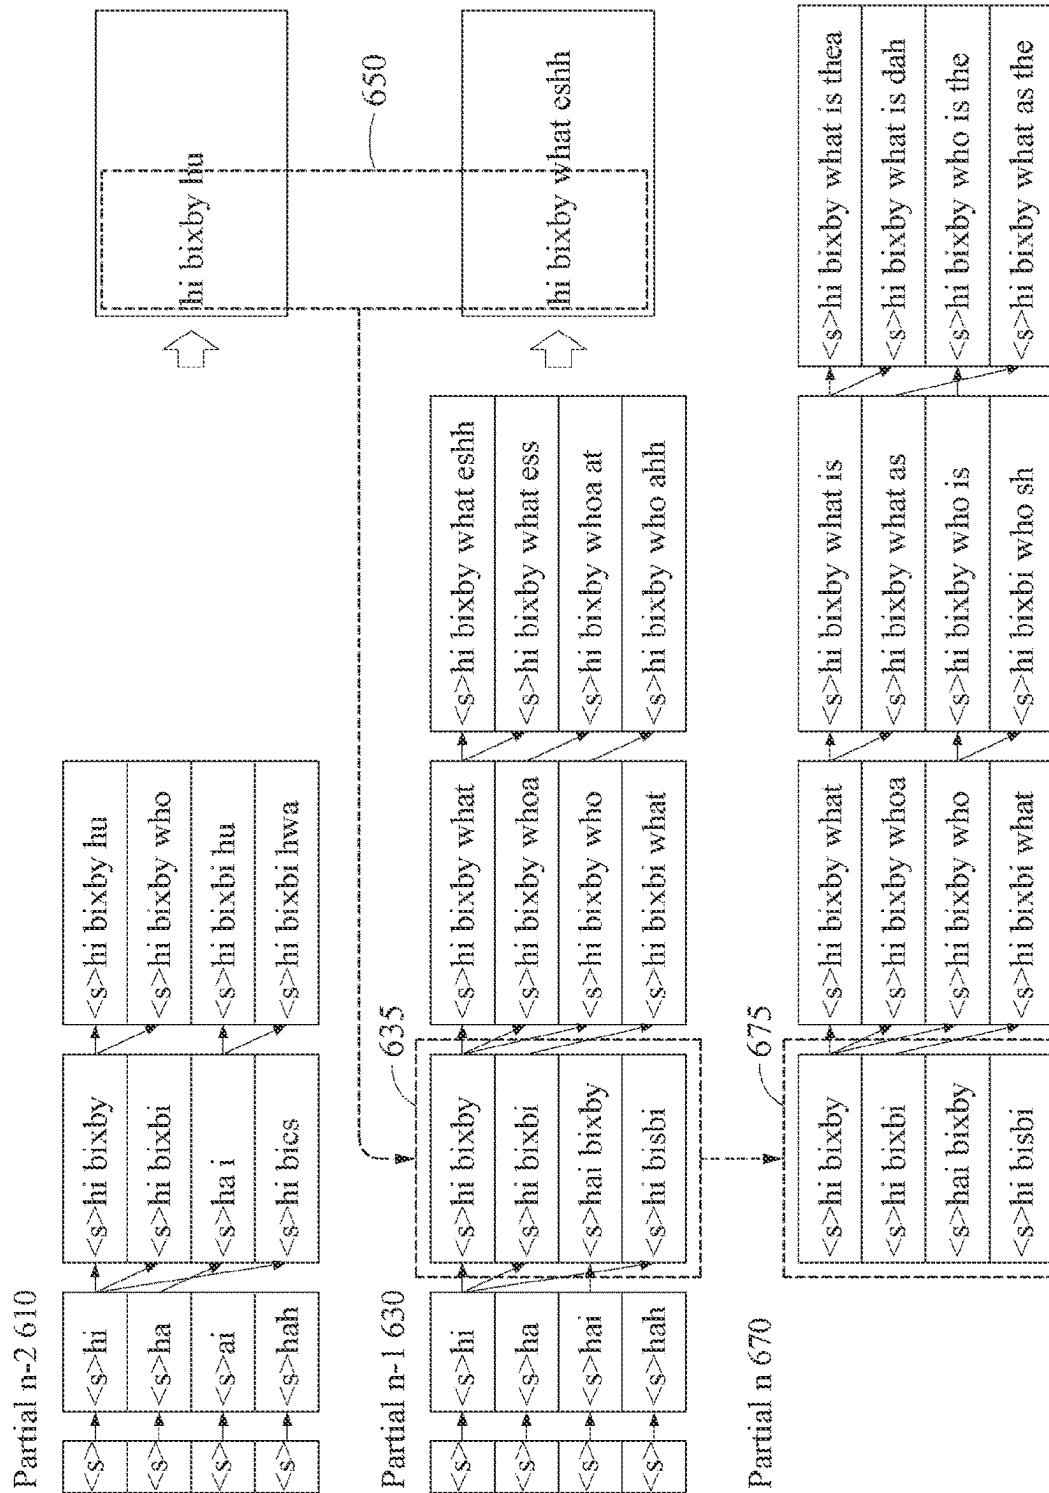 Partial n-2 610
<s>
<s>
<s>
<s>
<s>hi
<s>ha
<s>ai
<s>hah
<s>hi bixby
<s>hi bixbi
<s>hai i
<s>hi bics
<s>hi bixby hu
<s>hi bixby who
<s>hi bixbi hu
<s>hi bixbi hwa
hi bixby hu
650
Partial n-1 630
<s>
<s>
<s>
<s>
<s>hi
<s>ha
<s>hai
<s>hah
635
<s>hi bixby
<s>hi bixbi
<s>hai bixby
<s>hi bisbi
<s>hi bixby what
<s>hi bixby whoa
<s>hi bixby who
<s>hi bixbi what
<s>hi bixby what eshh
<s>hi bixby what ess
<s>hi bixby whoa at
<s>hi bixby who ahh
hi bixby what eshh
Partial n 670
675
<s>hi bixby
<s>hi bixbi
<s>hai bixby
<s>hi bisbi
<s>hi bixby what
<s>hi bixby whoa
<s>hi bixby who
<s>hi bixbi what
<s>hi bixby what is
<s>hi bixby what as
<s>hi bixby who is
<s>hi bixbi who sh
<s>hi bixby what is thea
<s>hi bixby what is dah
<s>hi bixby who is the
<s>hi bixby what as the